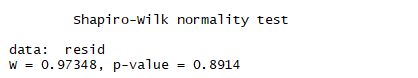 Shapiro-Wilk normality test
data:  resid
W = 0.97348, p-value = 0.8914